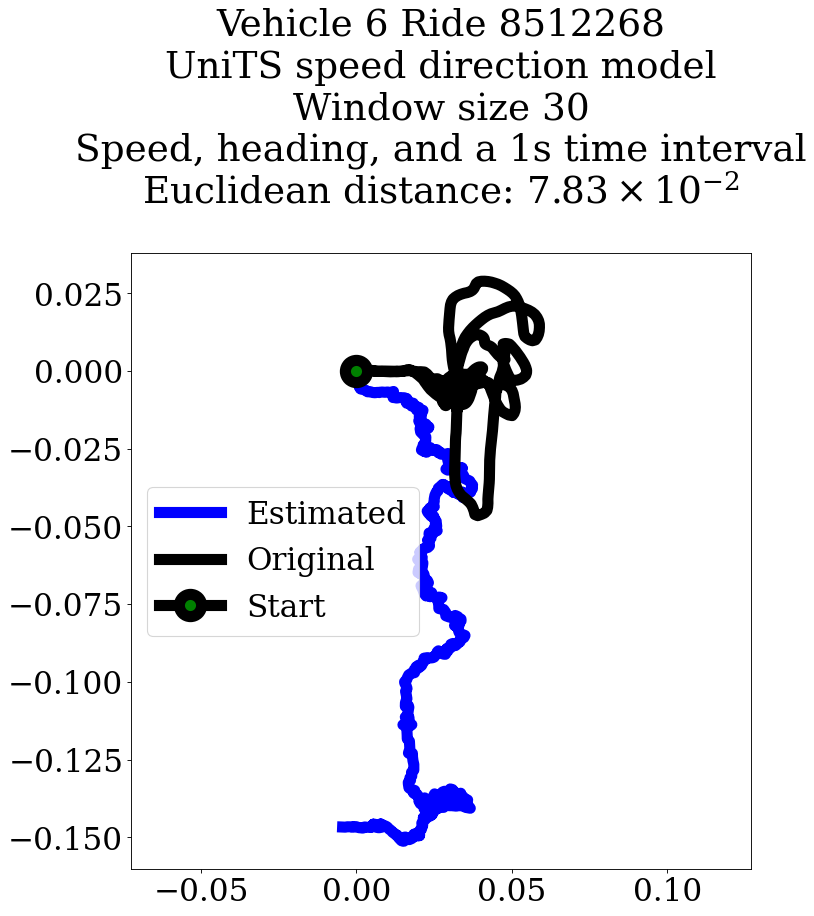 Vehicle 6 Ride 8512268
UniTS speed direction model
Window size 30
Speed, heading, and a 1s time interval
Euclidean distance: 7.83 × 10⁻²
0.025
0.000
−0.025
−0.050
−0.075
−0.100
−0.125
−0.150
Estimated
Original
Start
−0.05 0.00 0.05 0.10